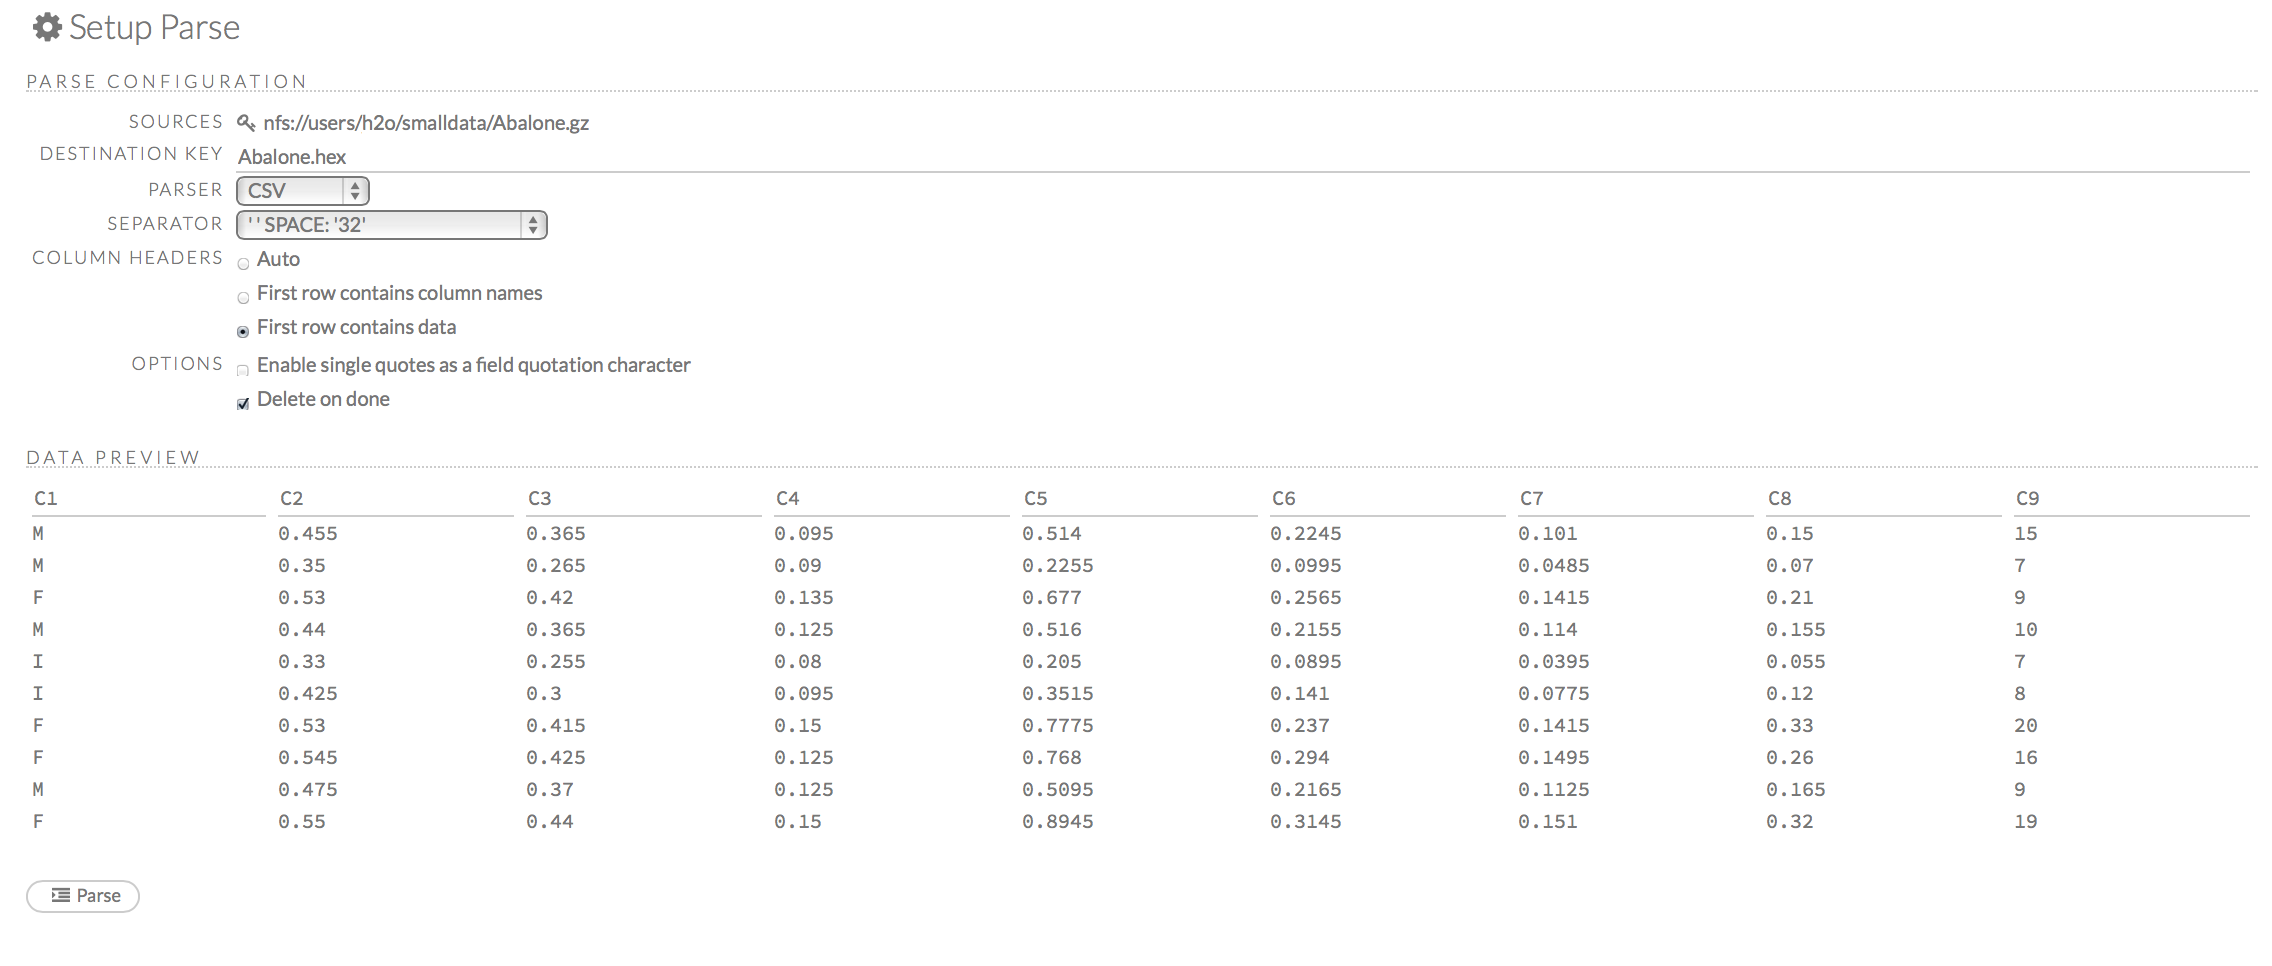 Setup Parse
PARSE CONFIGURATION
SOURCES nfs://users/h2o/smalldata/Abalone.gz
DESTINATION KEY Abalone.hex
PARSER CSV
SEPARATOR ' ' SPACE: '32'
COLUMN HEADERS Auto
First row contains column names
First row contains data
OPTIONS Enable single quotes as a field quotation character
Delete on done
DATA PREVIEW
C1 C2 C3 C4 C5 C6 C7 C8 C9
M 0.455 0.365 0.095 0.514 0.2245 0.101 0.15 15
M 0.35 0.265 0.09 0.2255 0.0995 0.0485 0.07 7
F 0.53 0.42 0.135 0.677 0.2565 0.1415 0.21 9
M 0.44 0.365 0.125 0.516 0.2155 0.114 0.155 10
I 0.33 0.255 0.08 0.205 0.0895 0.0395 0.055 7
I 0.425 0.3 0.095 0.3515 0.141 0.0775 0.12 8
F 0.53 0.415 0.15 0.7775 0.237 0.1415 0.33 20
F 0.545 0.425 0.125 0.768 0.294 0.1495 0.26 16
M 0.475 0.37 0.125 0.5095 0.2165 0.1125 0.165 9
F 0.55 0.44 0.15 0.8945 0.3145 0.151 0.32 19
Parse